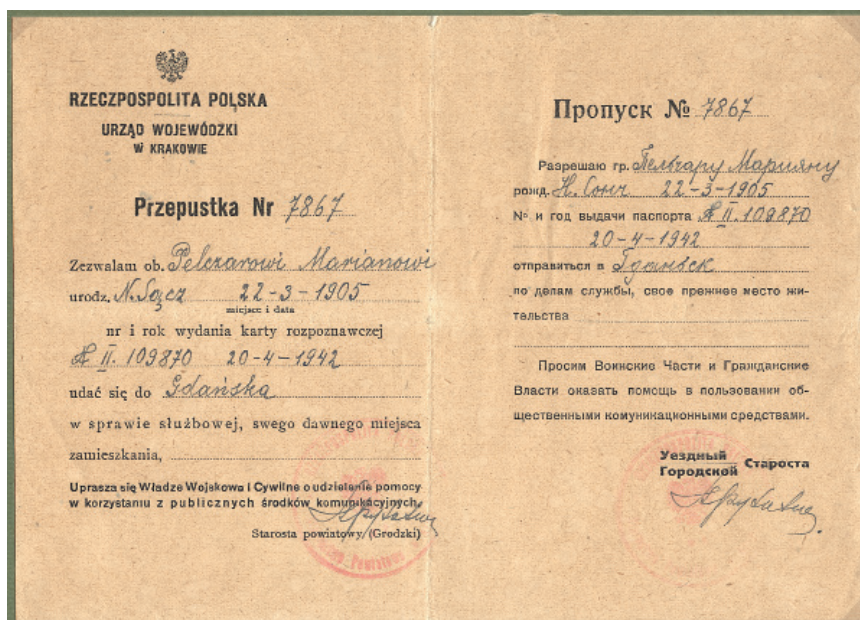 RZECZPOSPOLITA POLSKA
URZĄD WOJEWÓDZKI
W KRAKOWIE
Przepustka Nr 7867
Zezwalam ob. Pelczarowi Marianowi
urodz. N. Sącz 22-3-1905
miejsce i data
nr i rok wydania karty rozpoznawczej
A II. 109870 20-4-1942
udać się do Gdańska
w sprawie służbowej, swego dawnego miejsca
zamieszkania,
Uprasza się Władze Wojskowe i Cywilne o udzielenie pomocy
w korzystaniu z publicznych środków komunikacyjnych.
Starosta powiatowy (Grodzki)
Пропуск № 7867
Разрешаю гр. Пельчару Марияну
рожд. Н. Сонч 22-3-1905
№ и год выдачи паспорта A II. 109870
20-4-1942
отправиться в Гданьск
по делам службы, свое прежнее место жи-
тельства
Просим Воинские Части и Гражданские
Власти оказать помощь в пользовании об-
щественными комуникационными средствами.
Уездный
Городской Староста